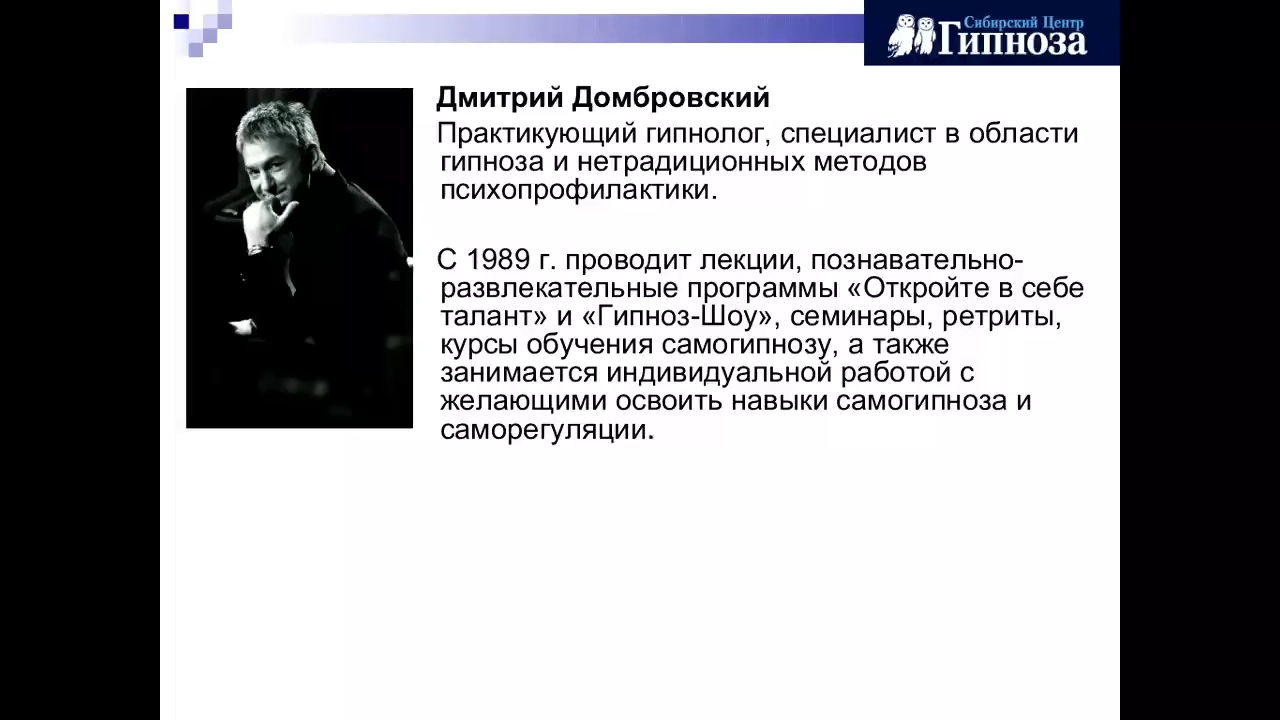 Сибирский Центр
Гипноза
Дмитрий Домбровский
Практикующий гипнолог, специалист в области
гипноза и нетрадиционных методов
психопрофилактики.
С 1989 г. проводит лекции, познавательно-
развлекательные программы «Откройте в себе
талант» и «Гипноз-Шоу», семинары, ретриты,
курсы обучения самогипнозу, а также
занимается индивидуальной работой с
желающими освоить навыки самогипноза и
саморегуляции.